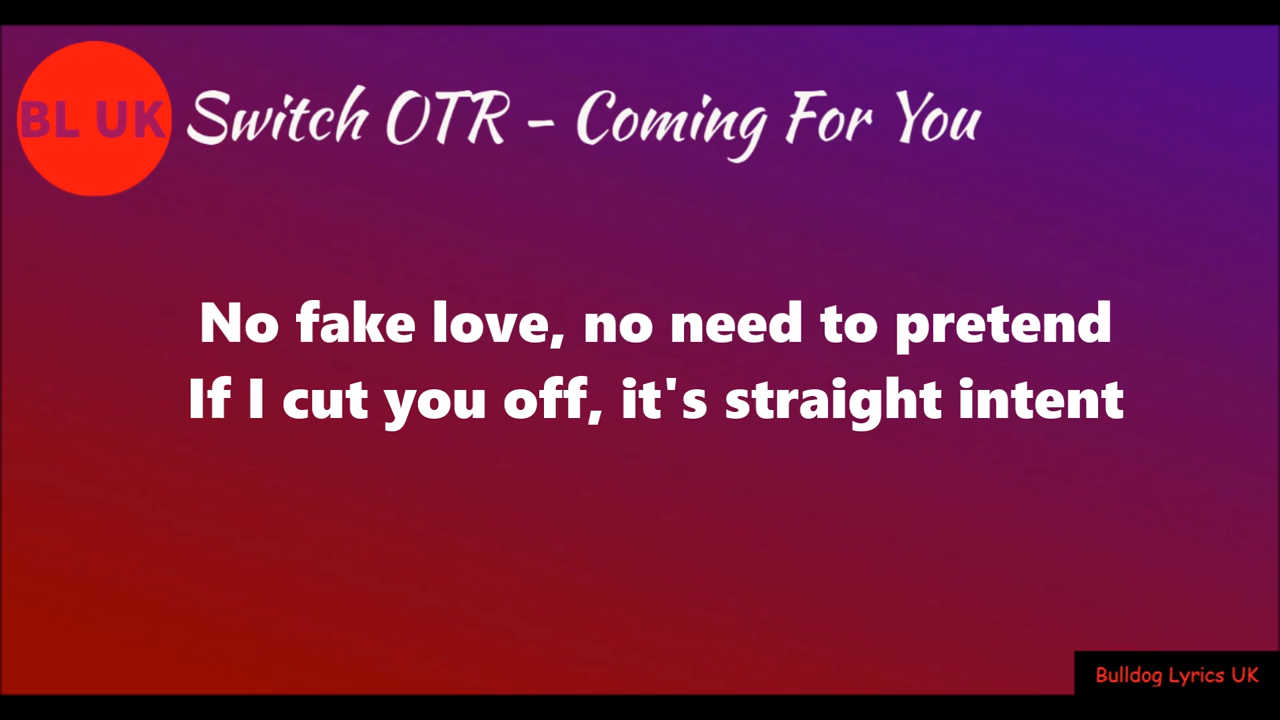 BL UK
Switch OTR - Coming For You
No fake love, no need to pretend
If I cut you off, it's straight intent
Bulldog Lyrics UK